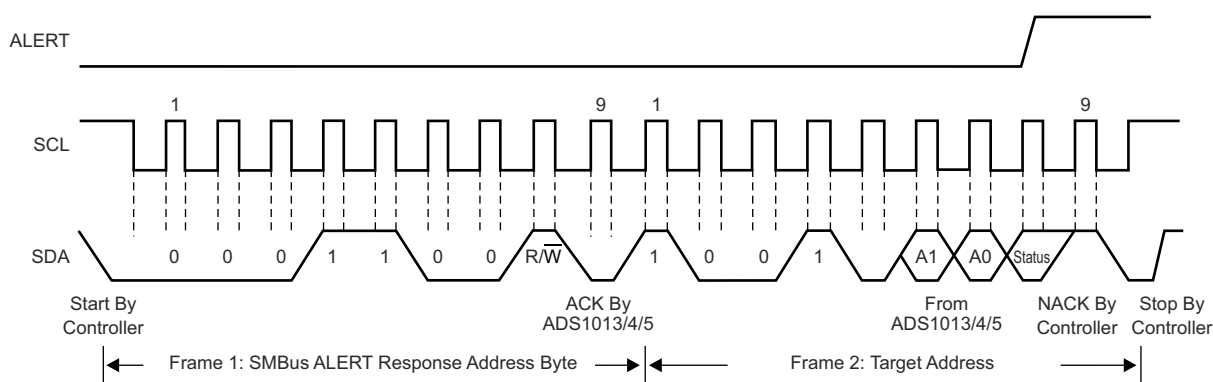 ALERT
1 9 1 9
SCL
SDA
0 0 0 1 1 0 0 R/W 1 0 0 1 A1 A0 Status
Start By
Controller
ACK By
ADS1013/4/5
From
ADS1013/4/5
NACK By
Controller
Stop By
Controller
Frame 1: SMBus ALERT Response Address Byte
Frame 2: Target Address